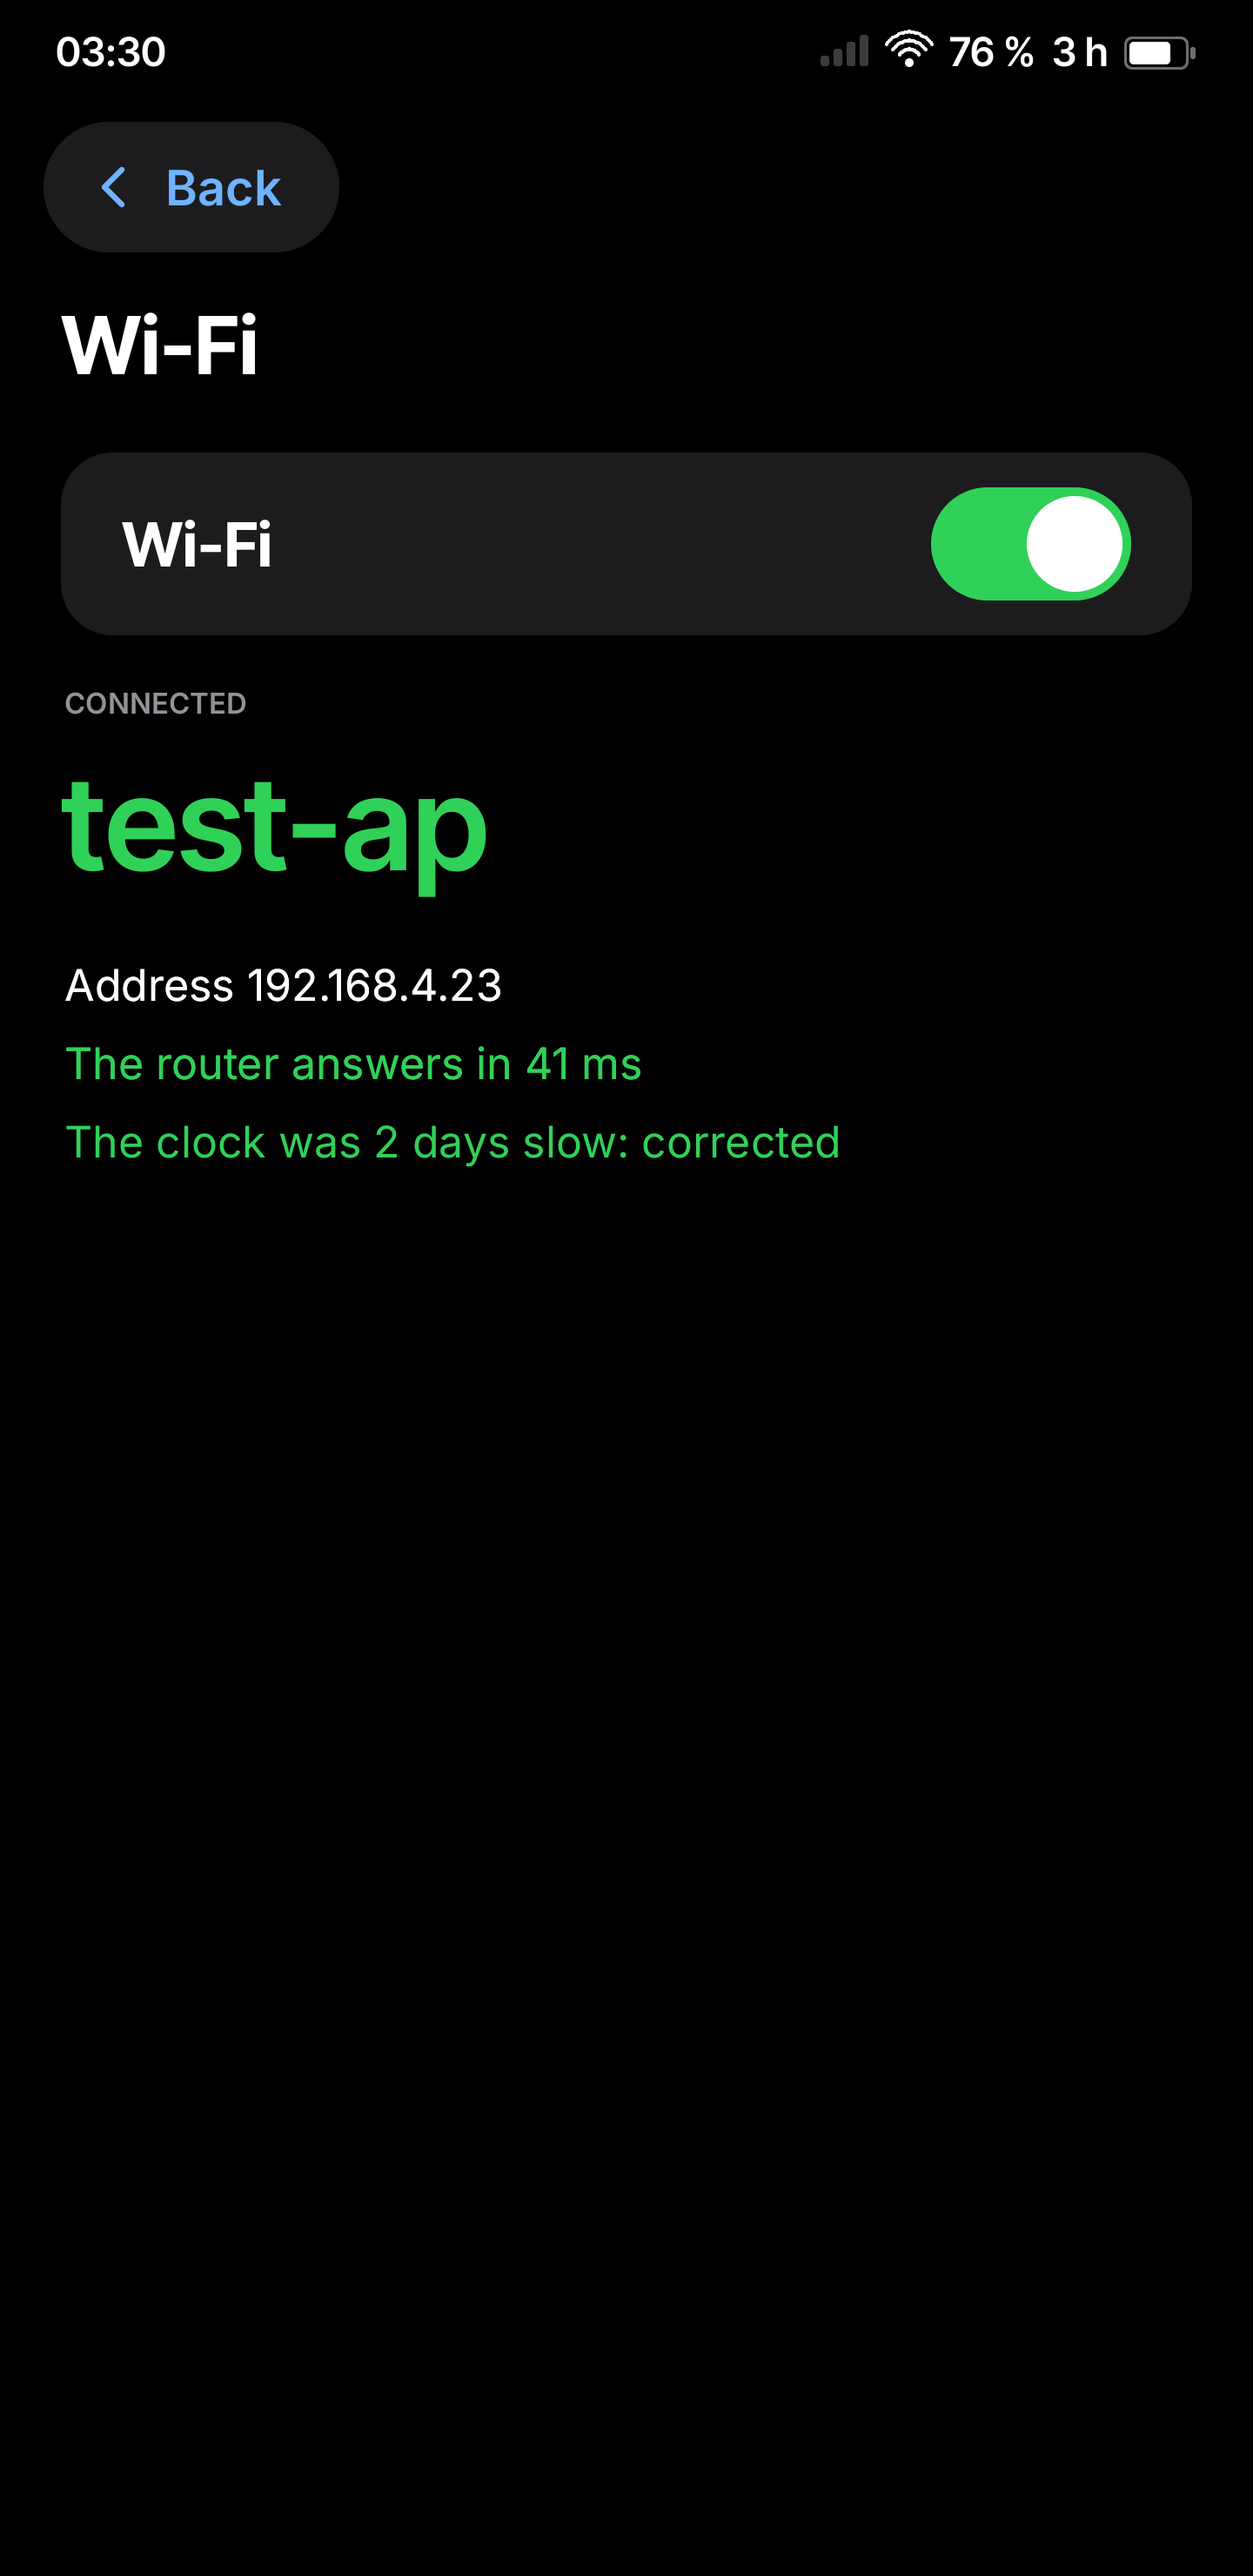 03:30 76 % 3 h
Back
Wi-Fi
Wi-Fi
CONNECTED
test-ap
Address 192.168.4.23
The router answers in 41 ms
The clock was 2 days slow: corrected